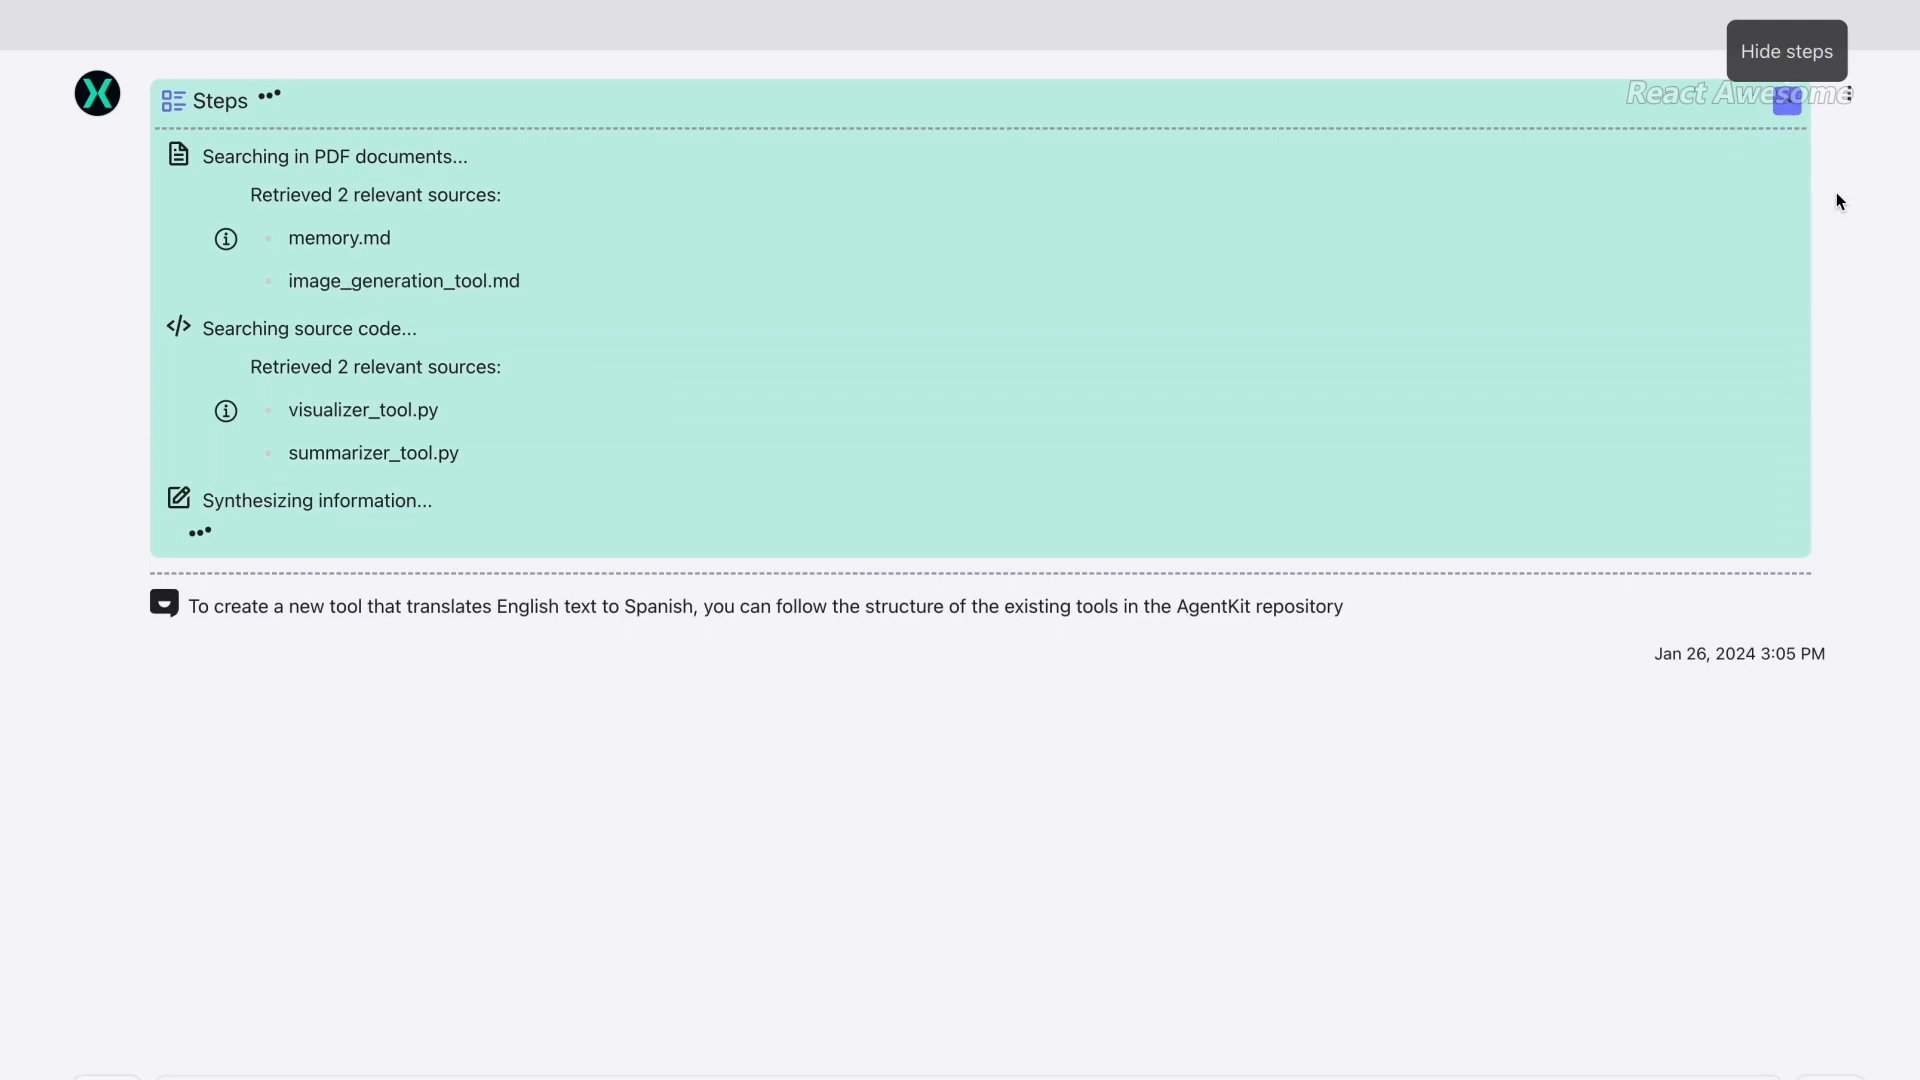 Hide steps
React Awesome
Steps
Searching in PDF documents...
Retrieved 2 relevant sources:
memory.md
image_generation_tool.md
Searching source code...
Retrieved 2 relevant sources:
visualizer_tool.py
summarizer_tool.py
Synthesizing information...
To create a new tool that translates English text to Spanish, you can follow the structure of the existing tools in the AgentKit repository
Jan 26, 2024 3:05 PM